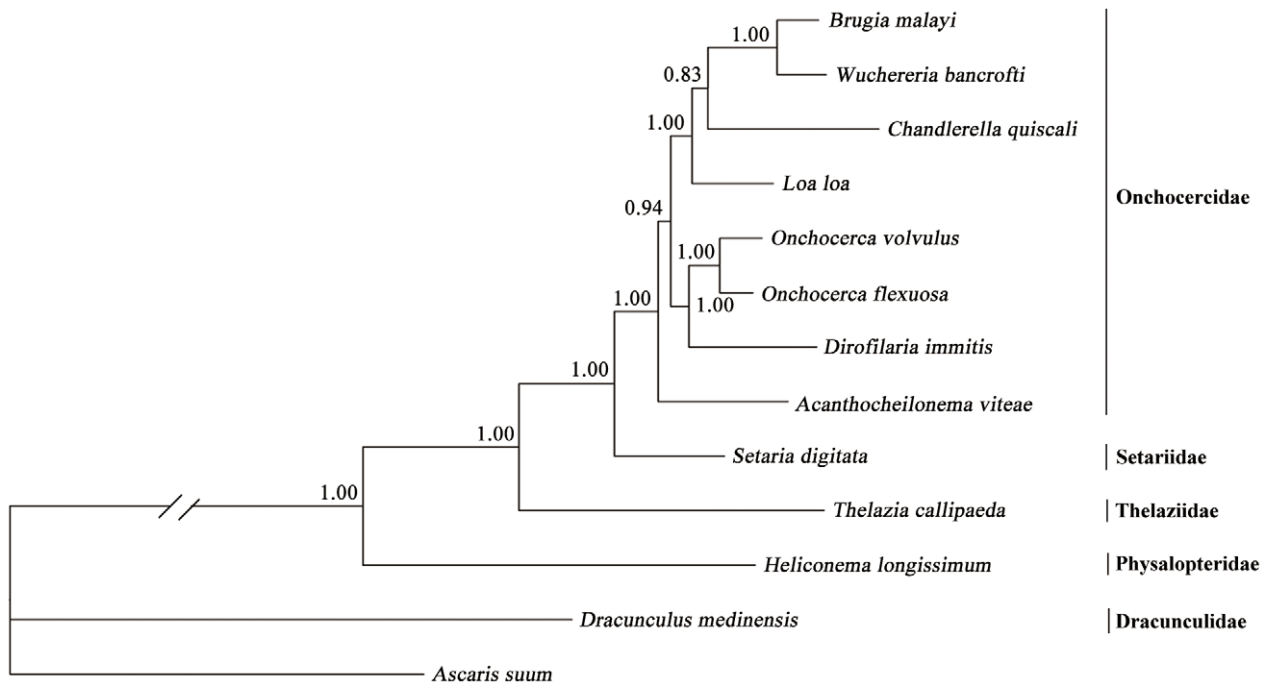 Brugia malayi
1.00
Wuchereria bancrofti
0.83
Chandlerella quiscali
1.00
Loa loa
Onchocercidae
0.94
Onchocerca volvulus
1.00
Onchocerca flexuosa
1.00
1.00
Dirofilaria immitis
1.00
Acanthocheilonema viteae
1.00
Setaria digitata
Setariidae
1.00
Thelazia callipaeda
Thelaziidae
Heliconema longissimum
Physalopteridae
Dracunculus medinensis
Dracunculidae
Ascaris suum